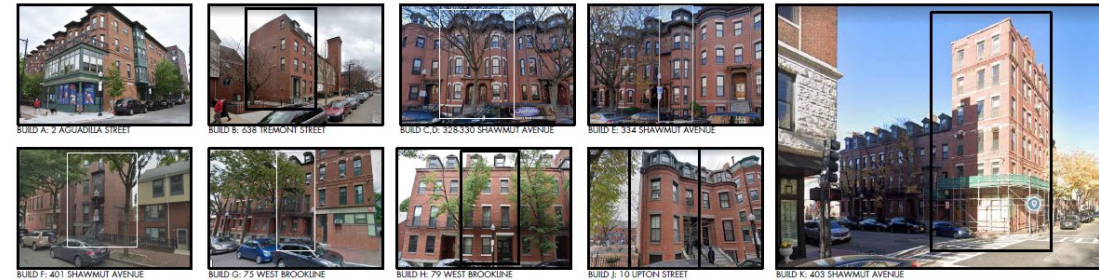 BUILD A: 2 AGUADILLA STREET
BUILD B: 638 TREMONT STREET
BUILD C,D: 328-330 SHAWMUT AVENUE
BUILD E: 334 SHAWMUT AVENUE
BUILD F: 401 SHAWMUT AVENUE
BUILD G: 75 WEST BROOKLINE
BUILD H: 79 WEST BROOKLINE
BUILD J: 10 UPTON STREET
BUILD K: 403 SHAWMUT AVENUE